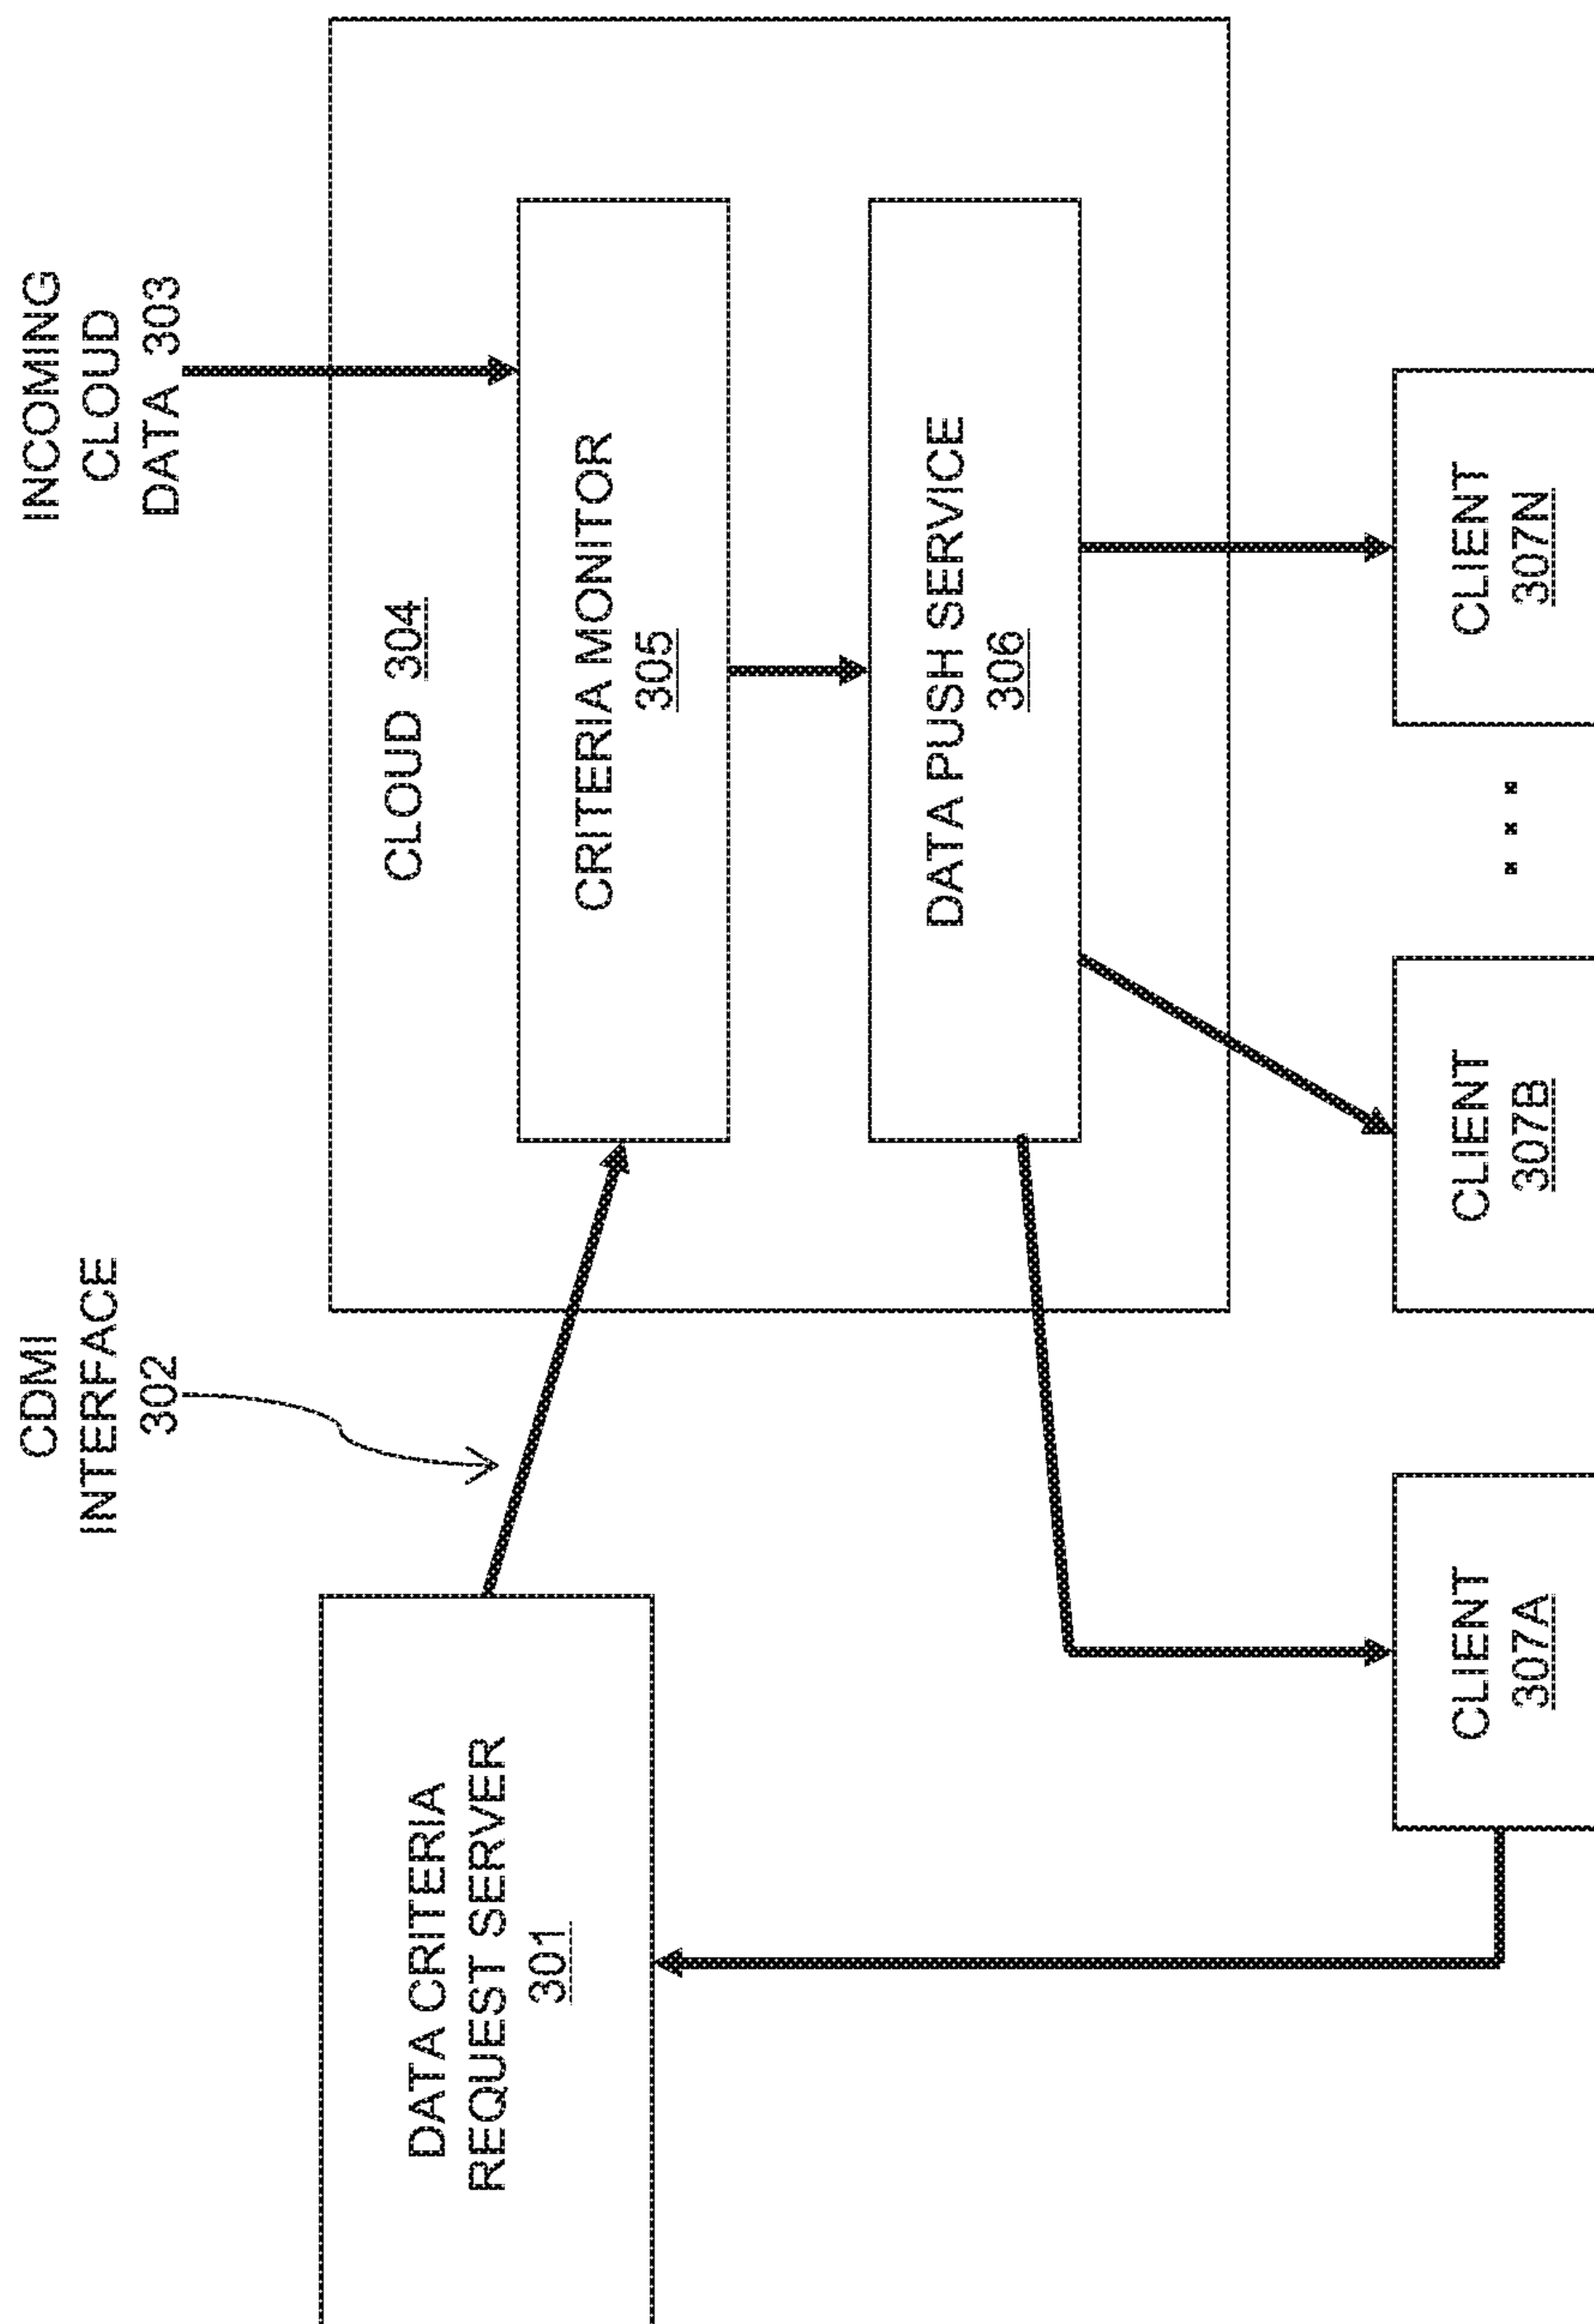 CDMI
INTERFACE
302
INCOMING
CLOUD
DATA 303
DATA CRITERIA
REQUEST SERVER
301
CLOUD 304
CRITERIA MONITOR
305
DATA PUSH SERVICE
306
CLIENT
307A
CLIENT
307B
. . .
CLIENT
307N